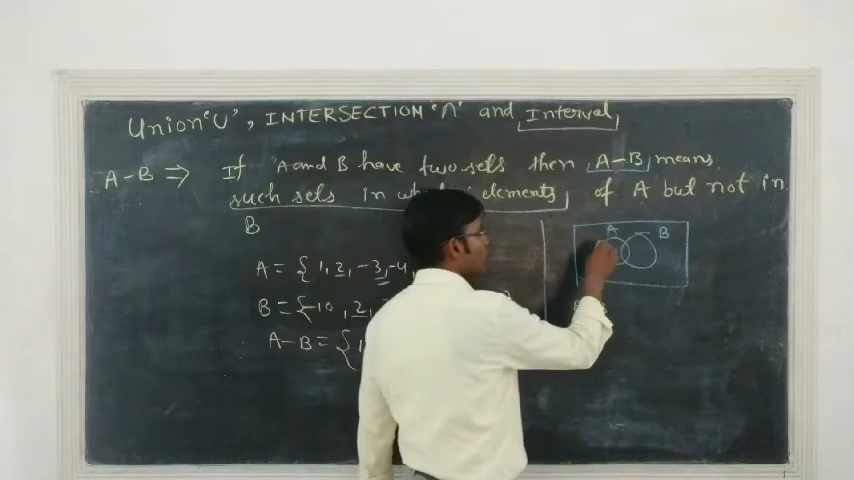 Union 'U', INTERSECTION '∩' and Interval
A-B ⇒ If A and B have two sets then A-B means
such sets in elements of A but not in
B
A = { 1, 2, -3, -4,
B = {-10, 2,
A-B = { 1
A B